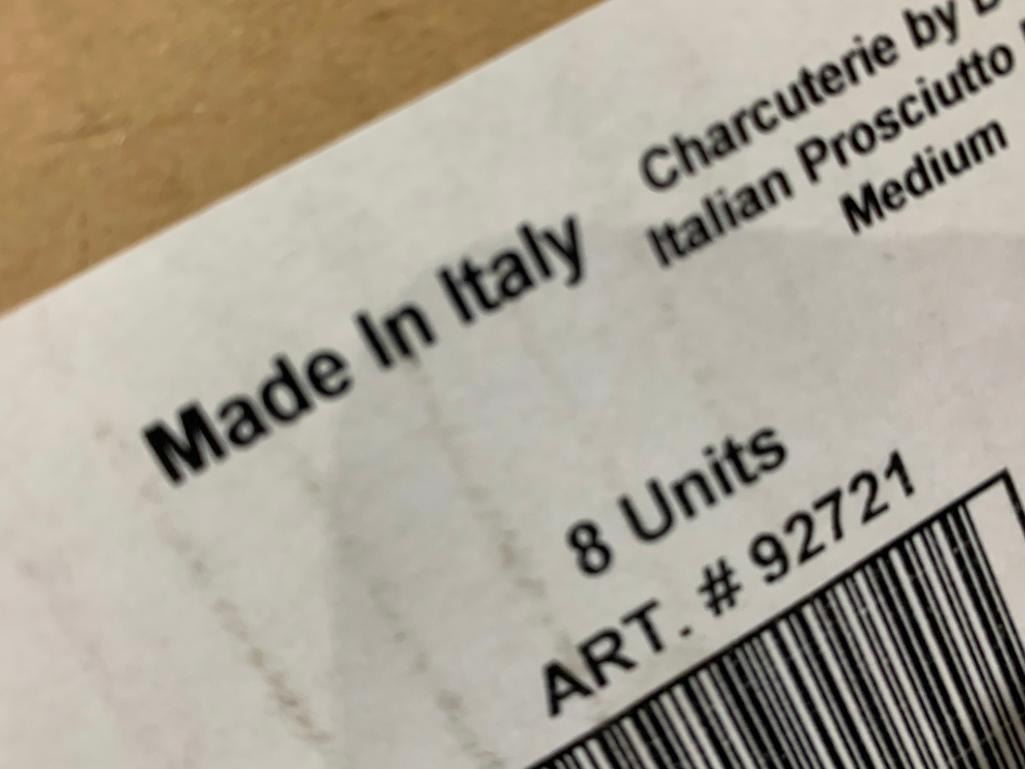 Charcuterie by
Italian Prosciutto
Medium
Made In Italy
8 Units
ART. # 92721